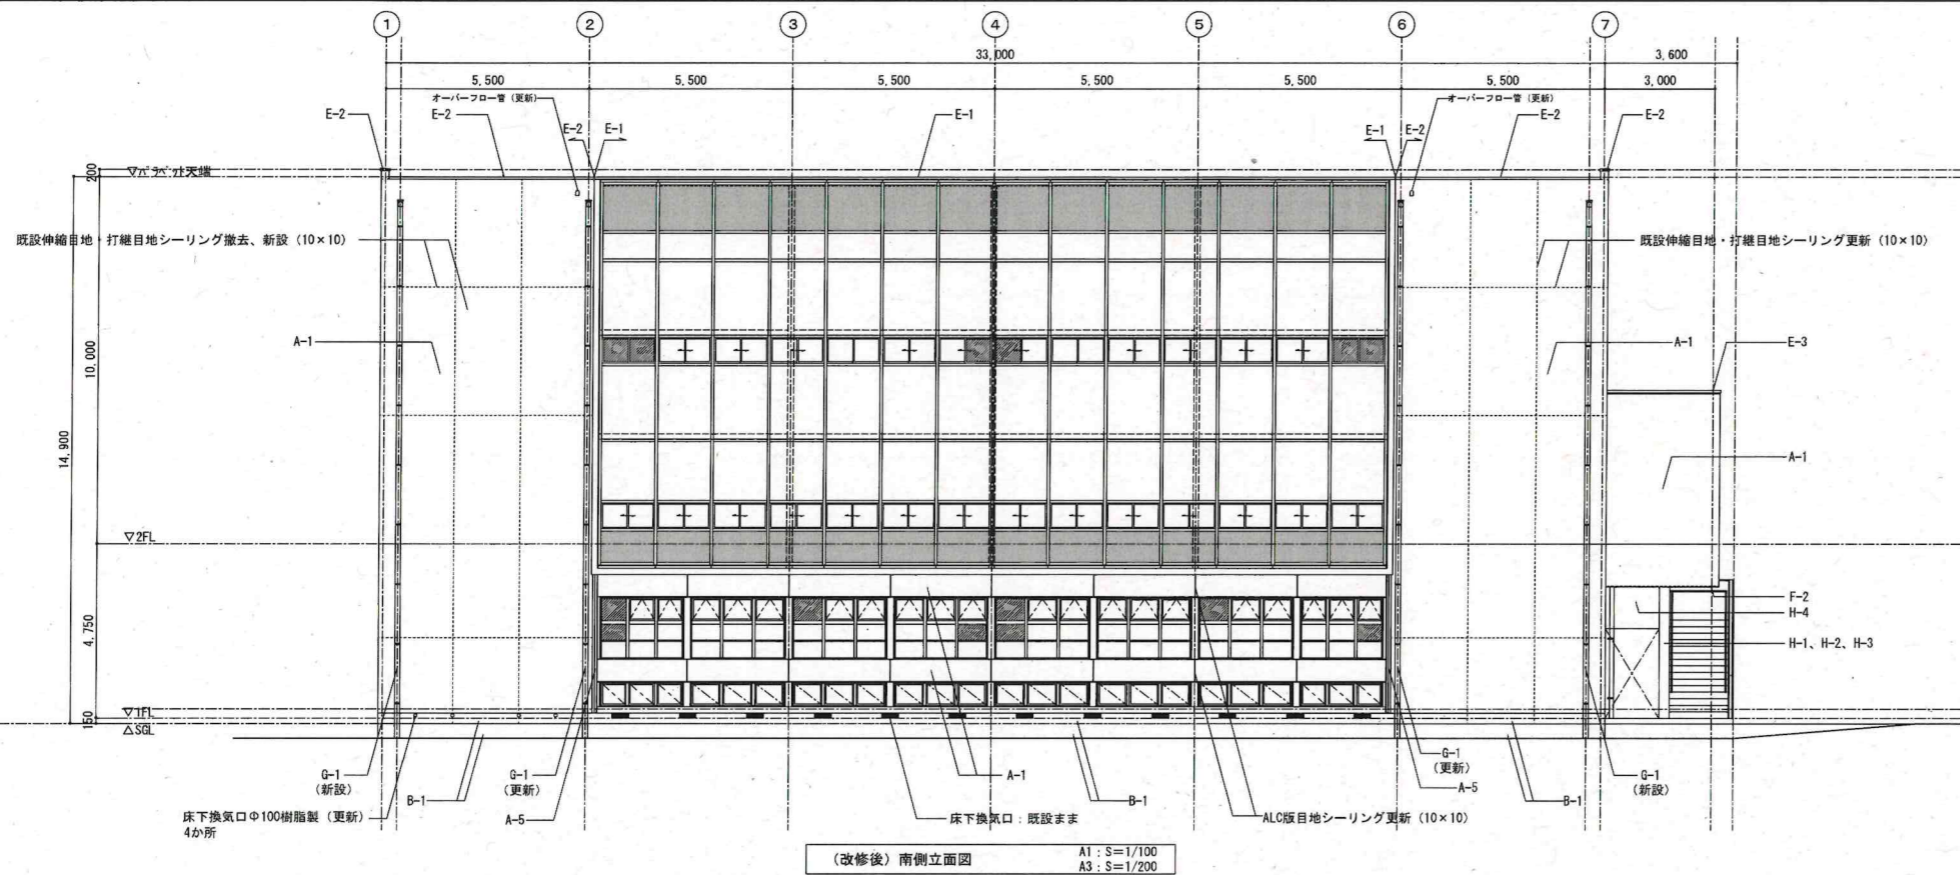 1
2
3
4
5
6
7
33,000
3,600
5,500
5,500
5,500
5,500
5,500
5,500
3,000
オーバーフロー管（更新）
オーバーフロー管（更新）
E-2
E-2
E-2
E-1
E-1
E-1
E-2
E-2
E-2
200
▽パラペット天端
既設伸縮目地・打継目地シーリング撤去、新設（10×10）
既設伸縮目地・打継目地シーリング更新（10×10）
A-1
A-1
E-3
10,000
14,900
A-1
▽2FL
F-2
H-4
4,750
H-1、H-2、H-3
▽1FL
150
△SGL
G-1
（新設）
G-1
（更新）
A-1
G-1
（更新）
G-1
（新設）
B-1
B-1
A-5
B-1
床下換気口Φ100樹脂製（更新）
4か所
A-5
床下換気口：既設まま
ALC版目地シーリング更新（10×10）
（改修後）南側立面図
A1：S=1/100
A3：S=1/200